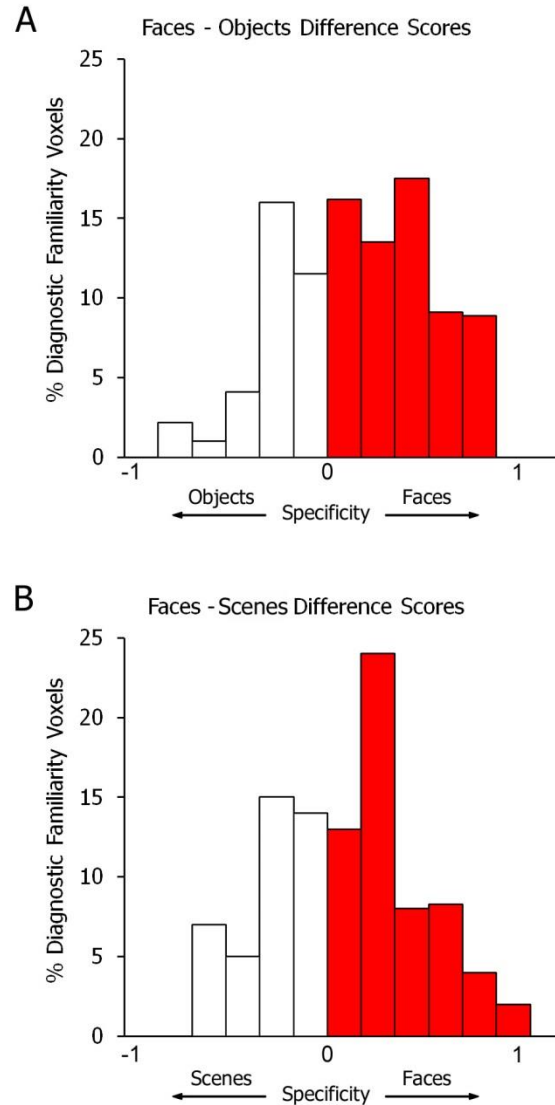 A
Faces - Objects Difference Scores
% Diagnostic Familiarity Voxels
25
20
15
10
5
0
-1
0
1
Objects
Specificity
Faces
B
Faces - Scenes Difference Scores
% Diagnostic Familiarity Voxels
25
20
15
10
5
0
-1
0
1
Scenes
Specificity
Faces